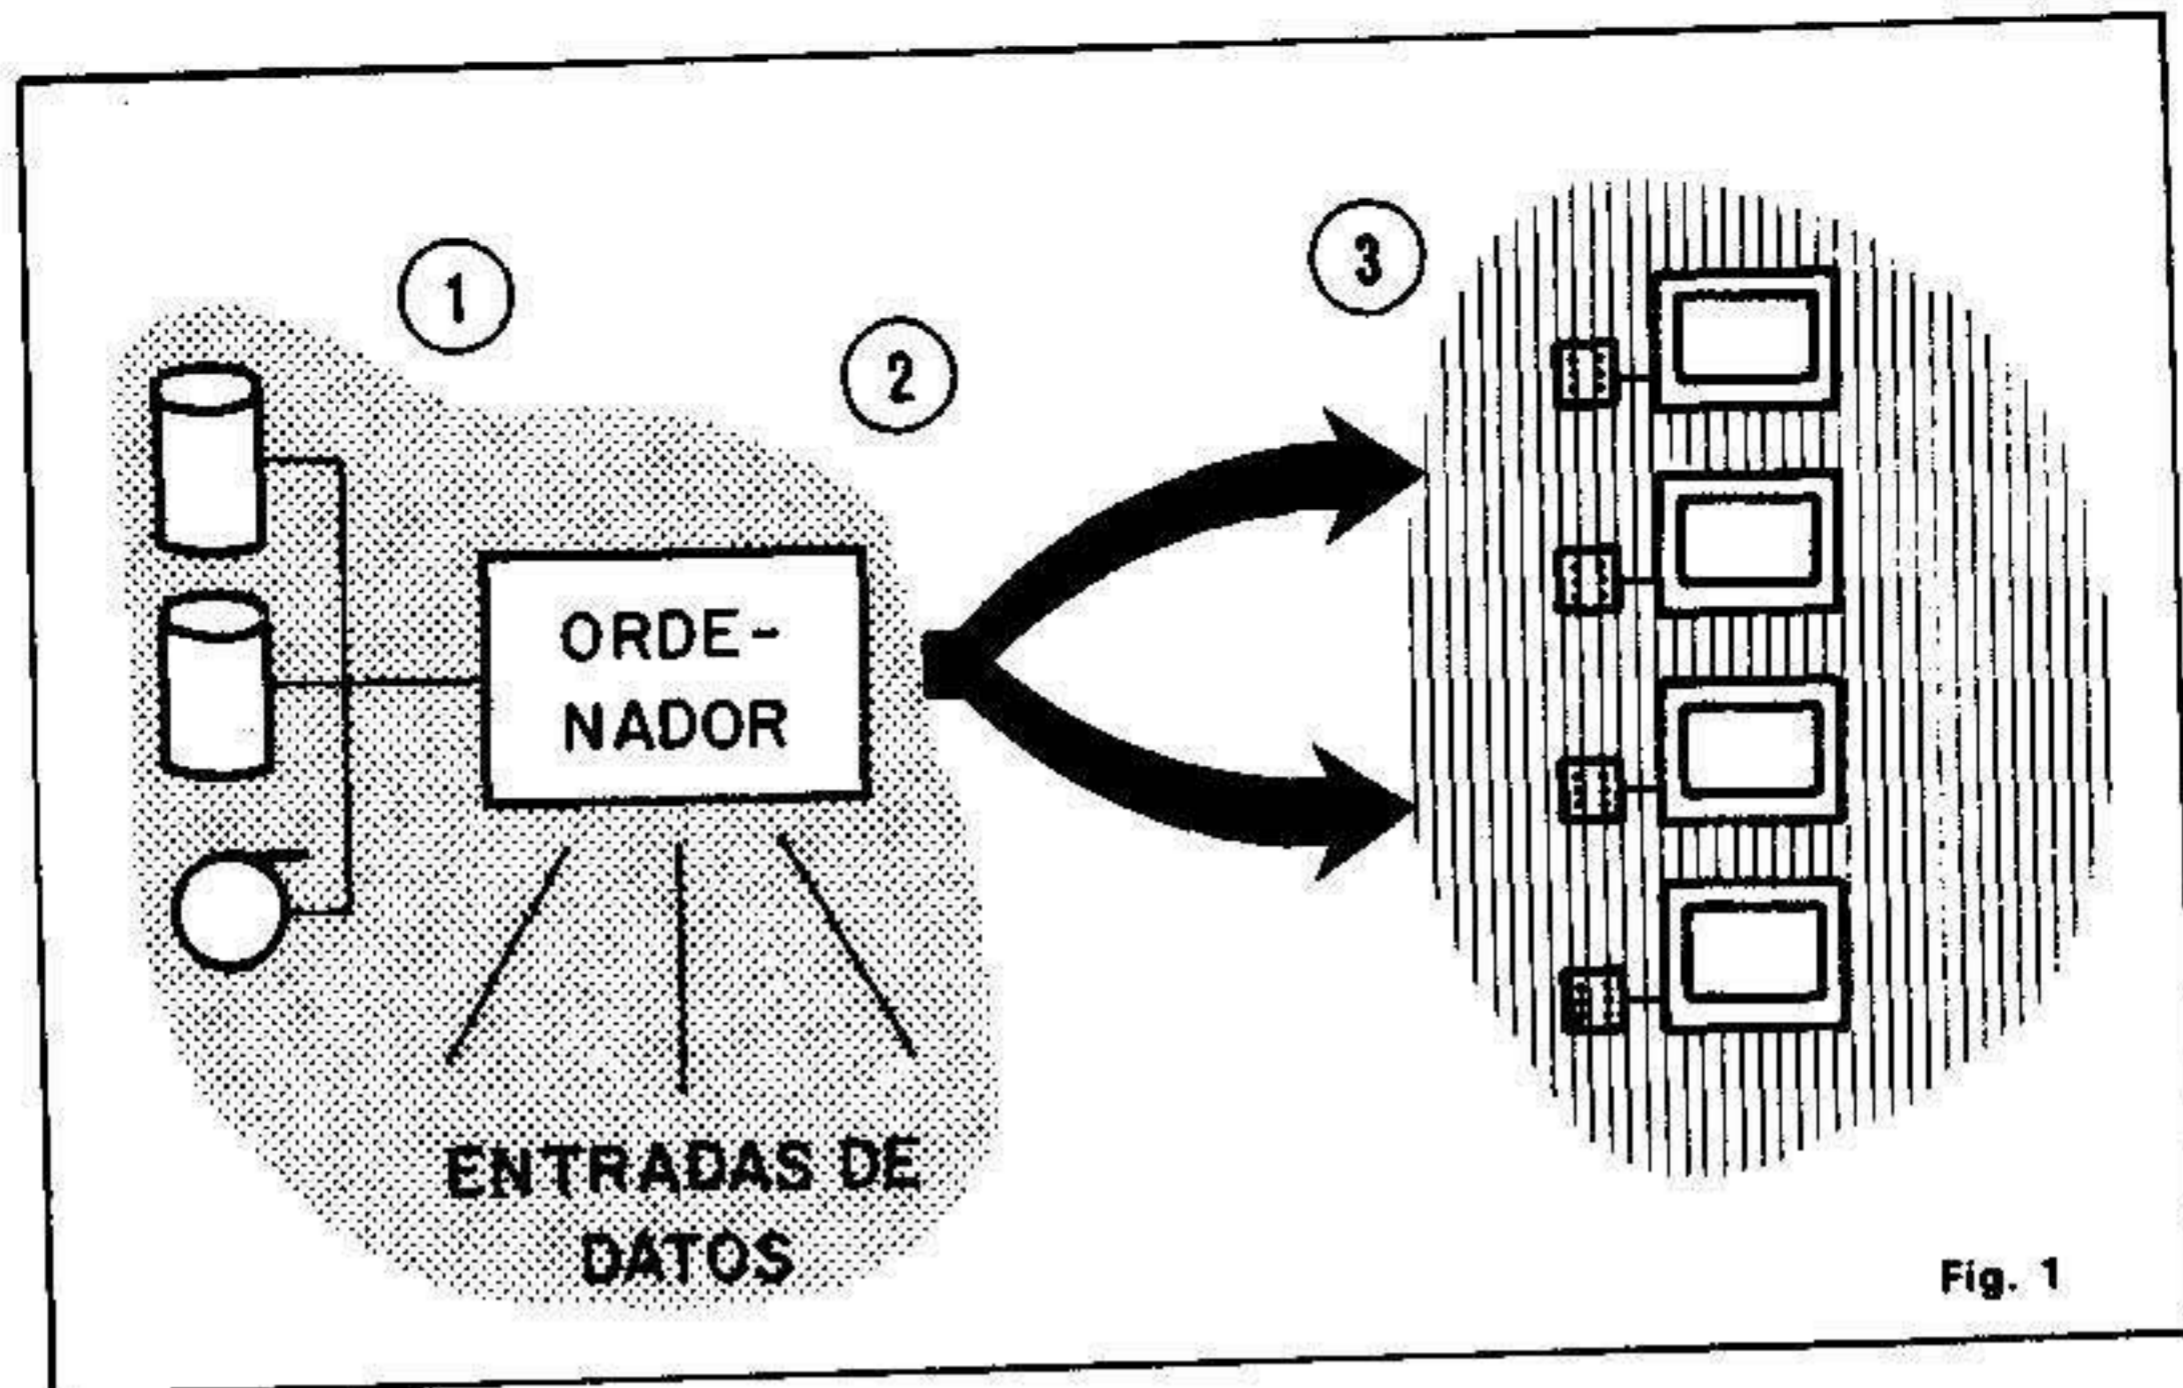 1
2
3
ORDE-
NADOR
ENTRADAS DE
DATOS
Fig. 1